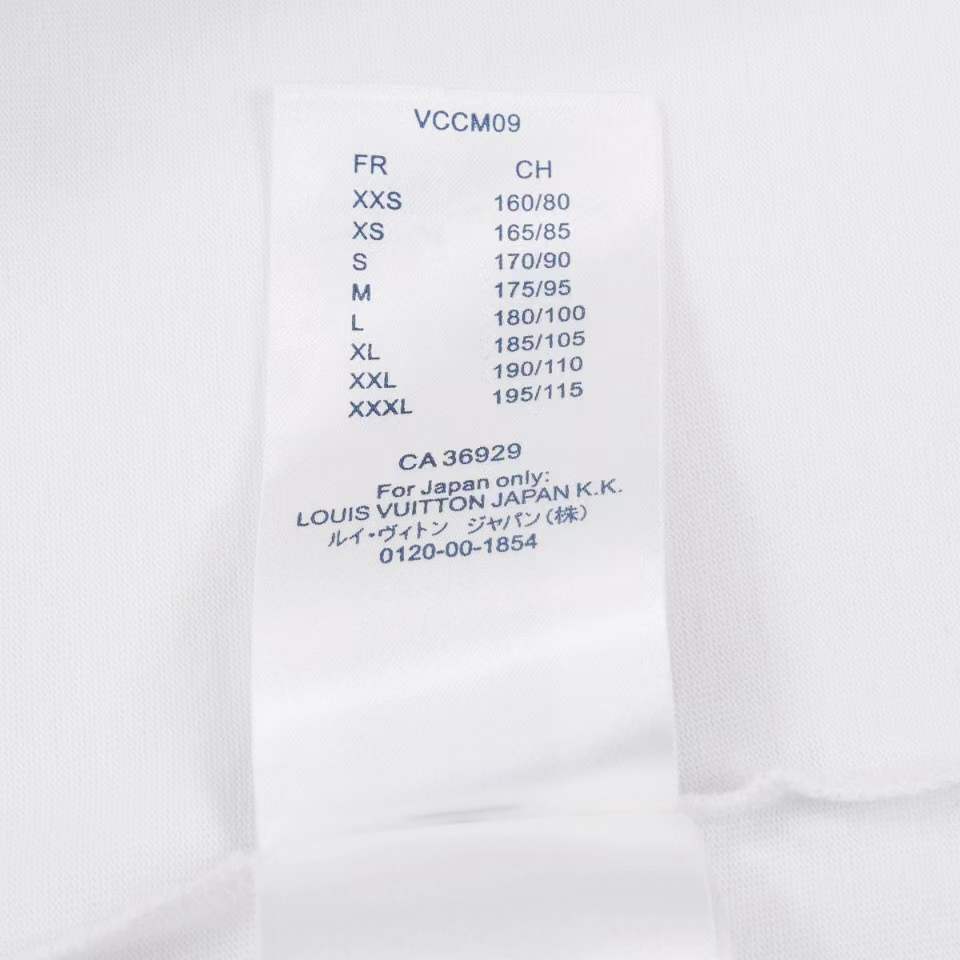 VCCM09
FR CH
XXS 160/80
XS 165/85
S 170/90
M 175/95
L 180/100
XL 185/105
XXL 190/110
XXXL 195/115
CA 36929
For Japan only:
LOUIS VUITTON JAPAN K.K.
ルイ・ヴィトン ジャパン(株)
0120-00-1854